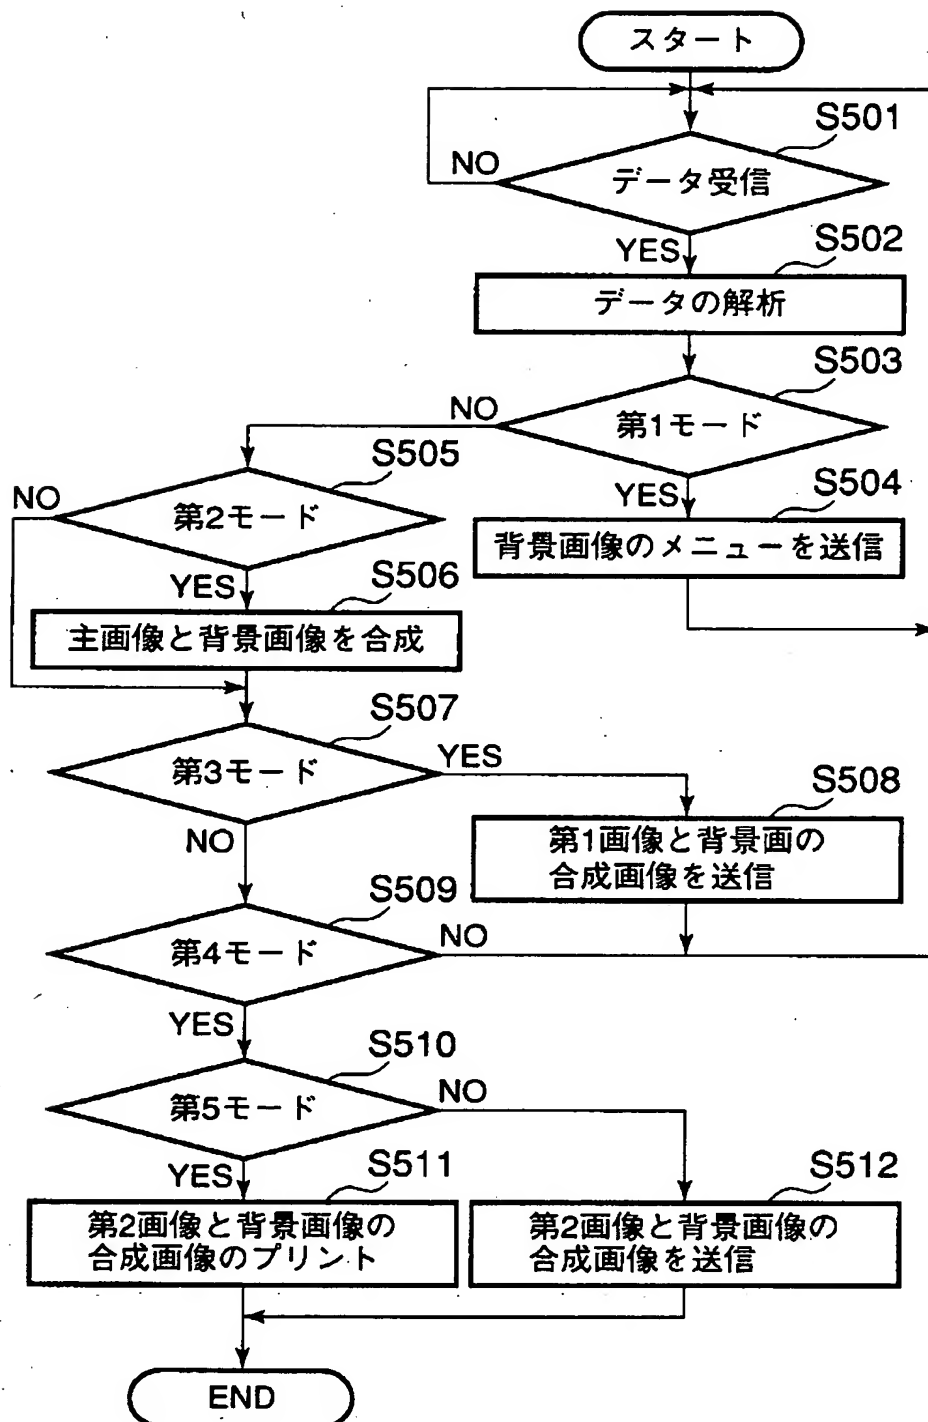 スタート
S501
NO
データ受信
YES
S502
データの解析
S503
NO
第1モード
YES
S504
背景画像のメニューを送信
S505
NO
第2モード
YES
S506
主画像と背景画像を合成
S507
第3モード
YES
NO
S508
第1画像と背景画の
合成画像を送信
S509
第4モード
NO
YES
S510
第5モード
NO
YES
S511
第2画像と背景画像の
合成画像のプリント
S512
第2画像と背景画像の
合成画像を送信
END